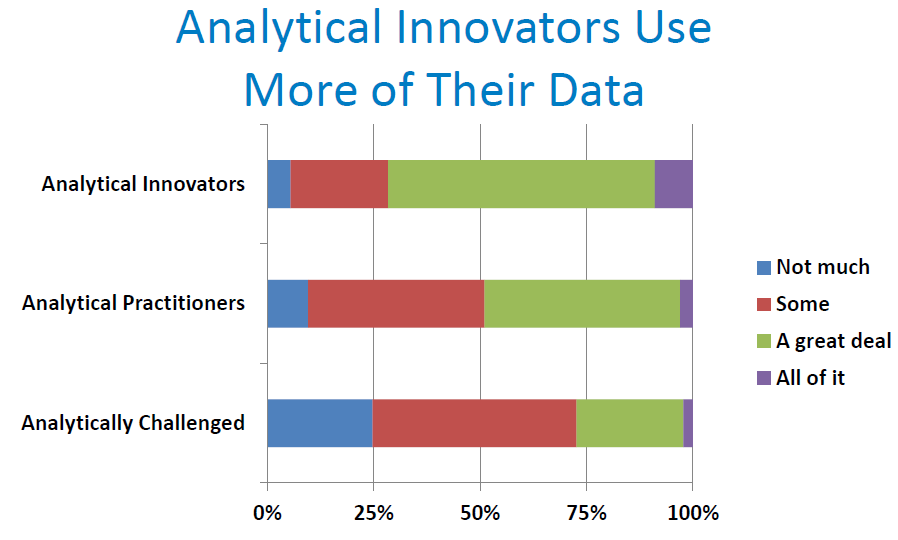 Analytical Innovators Use
More of Their Data
Analytical Innovators
Analytical Practitioners
Analytically Challenged
0% 25% 50% 75% 100%
Not much
Some
A great deal
All of it